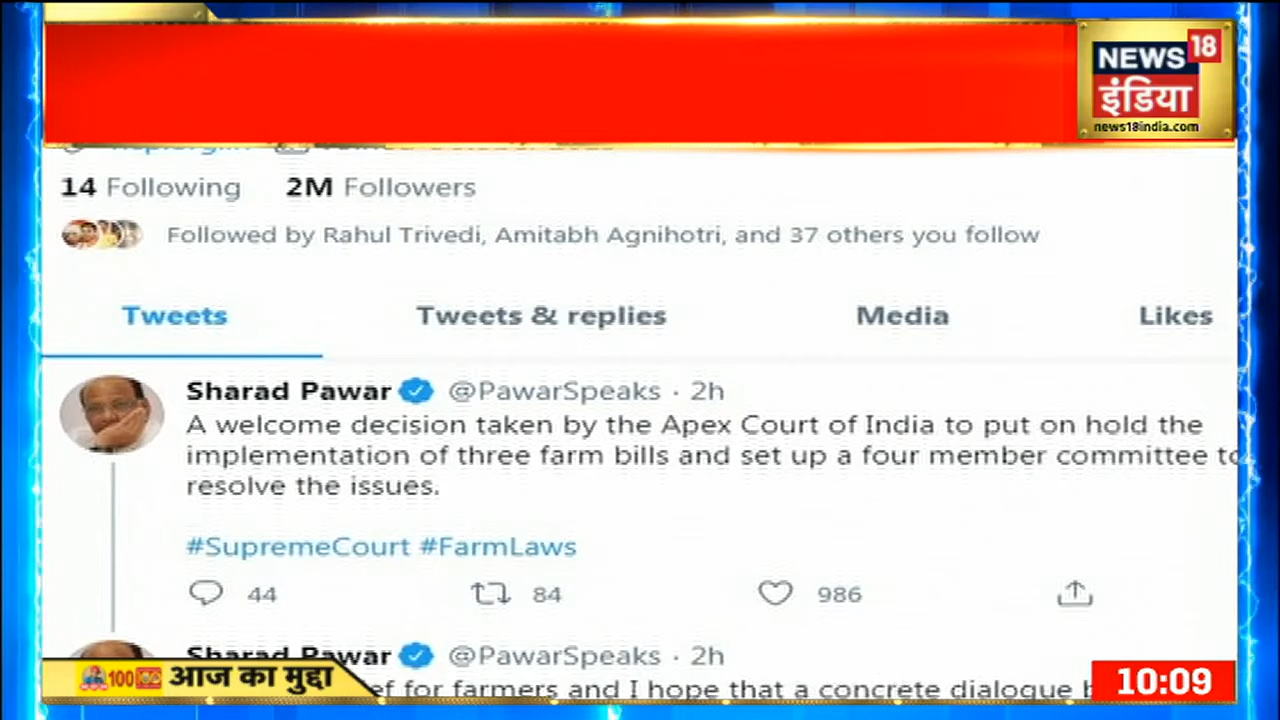 NEWS 18
इंडिया
news18india.com
14 Following 2M Followers
Followed by Rahul Trivedi, Amitabh Agnihotri, and 37 others you follow
Tweets Tweets & replies Media Likes
Sharad Pawar @PawarSpeaks · 2h
A welcome decision taken by the Apex Court of India to put on hold the
implementation of three farm bills and set up a four member committee to
resolve the issues.
#SupremeCourt #FarmLaws
44 84 986
Sharad Pawar @PawarSpeaks · 2h
for farmers and I hope that a concrete dialogue
100 आज का मुद्दा
10:09